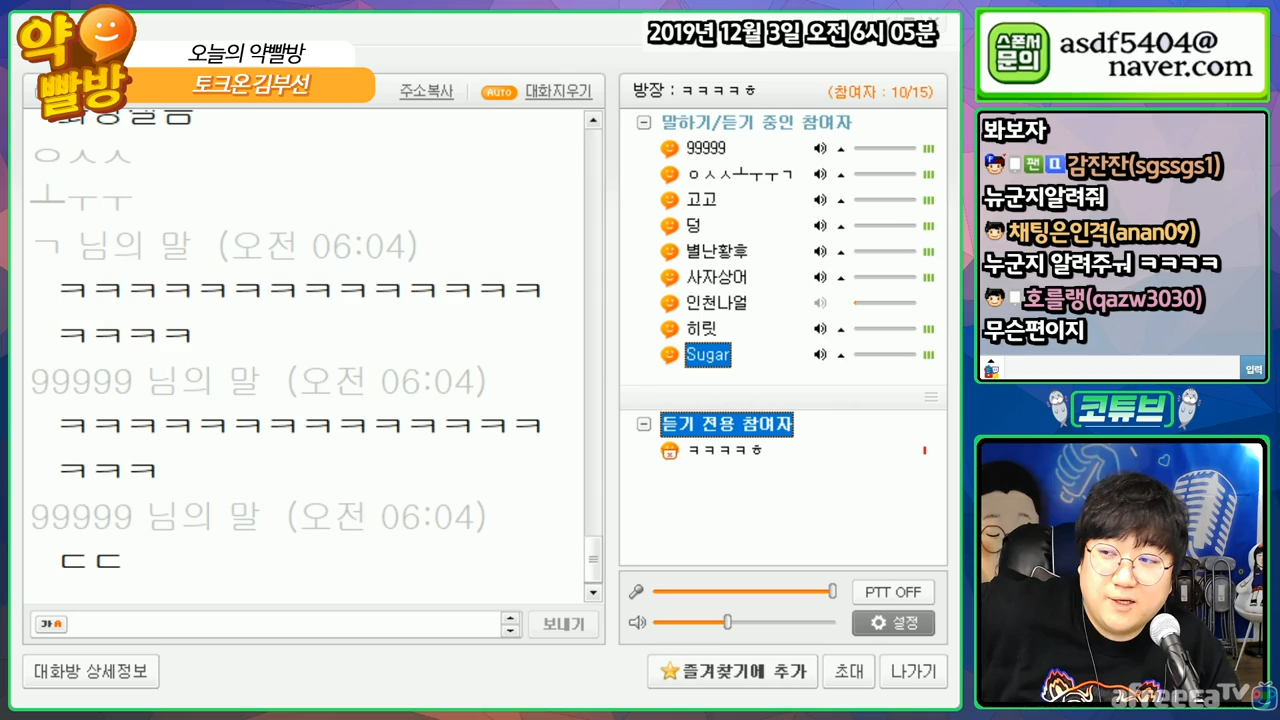 약빨방
오늘의 약빨방
토크온 김부선
2019년 12월 3일 오전 6시 05분
주소복사
AUTO 대화지우기
ㅇㅅㅅ
ㅗㅜㅜ
ㄱ 님의 말 (오전 06:04)
ㅋㅋㅋㅋㅋㅋㅋㅋㅋㅋㅋㅋㅋㅋ
ㅋㅋㅋㅋ
99999 님의 말 (오전 06:04)
ㅋㅋㅋㅋㅋㅋㅋㅋㅋㅋㅋㅋㅋㅋ
ㅋㅋㅋ
99999 님의 말 (오전 06:04)
ㄷㄷ
가
보내기
대화방 상세정보
방장 : ㅋㅋㅋㅋㅎ
(참여자 : 10/15)
말하기/듣기 중인 참여자
99999
ㅇㅅㅅㅗㅜㅜㄱ
고고
덩
별난황후
사자상어
인천나얼
히릿
Sugar
듣기 전용 참여자
ㅋㅋㅋㅋㅎ
PTT OFF
설정
즐겨찾기에 추가
초대
나가기
스폰서 문의
asdf5404@
naver.com
봐보자
팬 감잔잔(sgssgs1)
뉴군지알려줘
채팅은인격(anan09)
누군지 알려주궈 ㅋㅋㅋㅋ
호를랭(qazw3030)
무슨편이지
입력
코튜브
afreecaTV